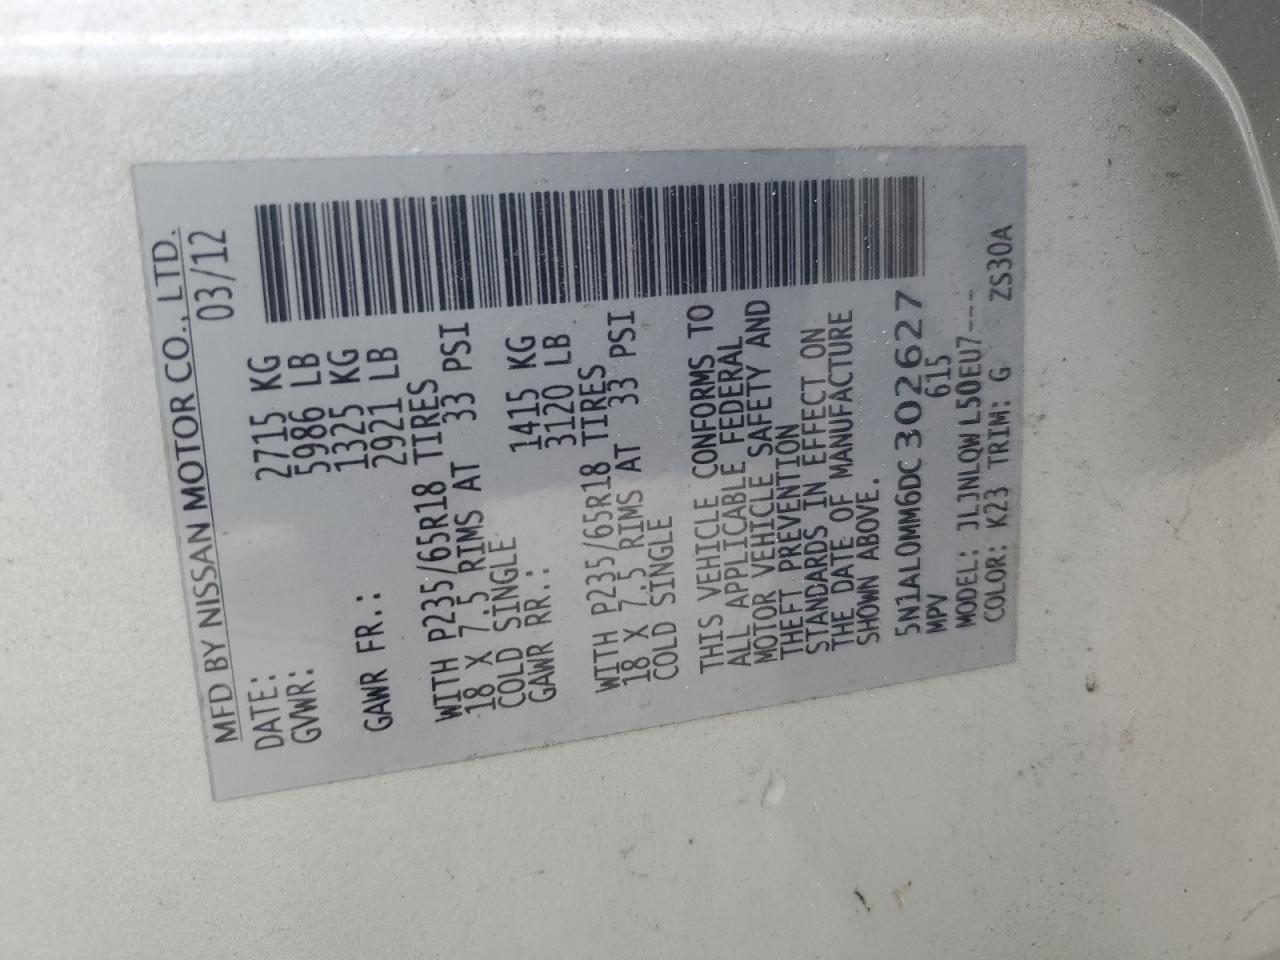 MFD BY NISSAN MOTOR CO., LTD.
DATE: 03/12
GVWR: 2715 KG
5986 LB
1325 KG
GAWR FR.: 2921 LB
WITH P235/65R18 TIRES
18 X 7.5 RIMS AT 33 PSI
COLD SINGLE
GAWR RR.: 1415 KG
3120 LB
WITH P235/65R18 TIRES
18 X 7.5 RIMS AT 33 PSI
COLD SINGLE
THIS VEHICLE CONFORMS TO
ALL APPLICABLE FEDERAL
MOTOR VEHICLE SAFETY AND
THEFT PREVENTION
STANDARDS IN EFFECT ON
THE DATE OF MANUFACTURE
SHOWN ABOVE.
5N1AL0MM6DC302627
MPV 615
MODEL: JLJNLQWL50EU7---
COLOR: K23 TRIM: G ZS30A